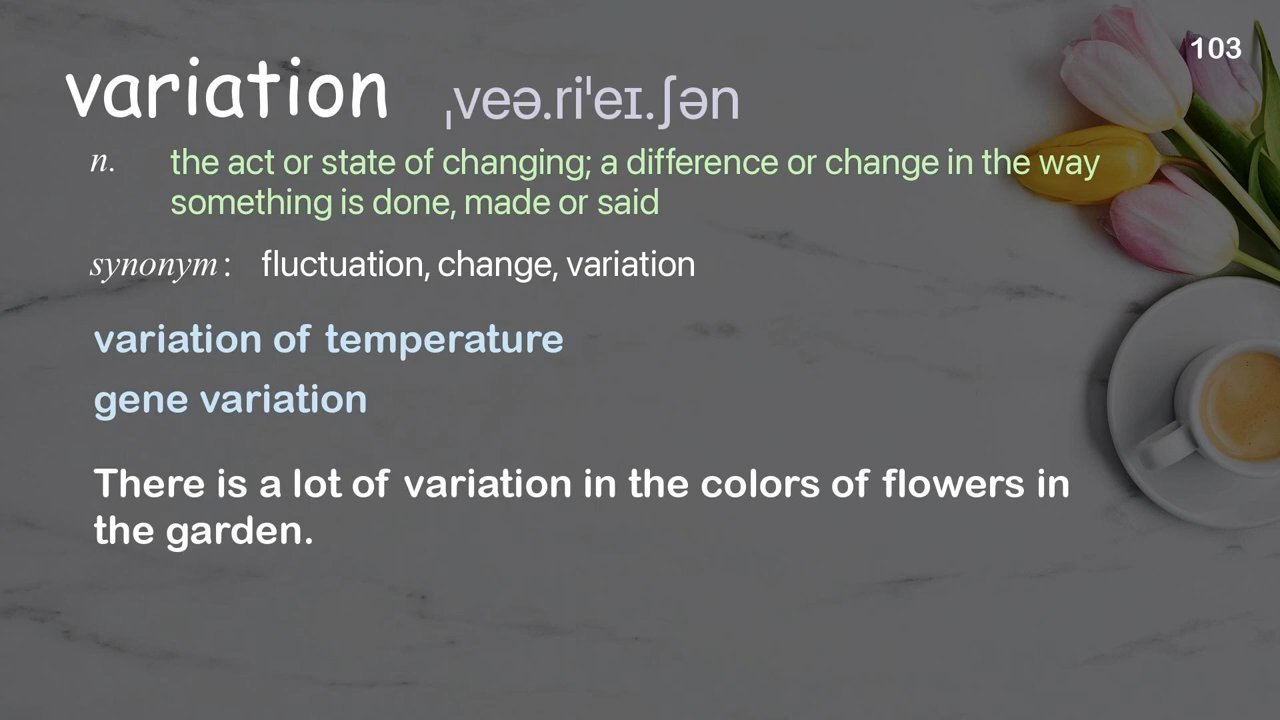 103
variation ˌveə.riˈeɪ.ʃən
n. the act or state of changing; a difference or change in the way
something is done, made or said
synonym: fluctuation, change, variation
variation of temperature
gene variation
There is a lot of variation in the colors of flowers in
the garden.